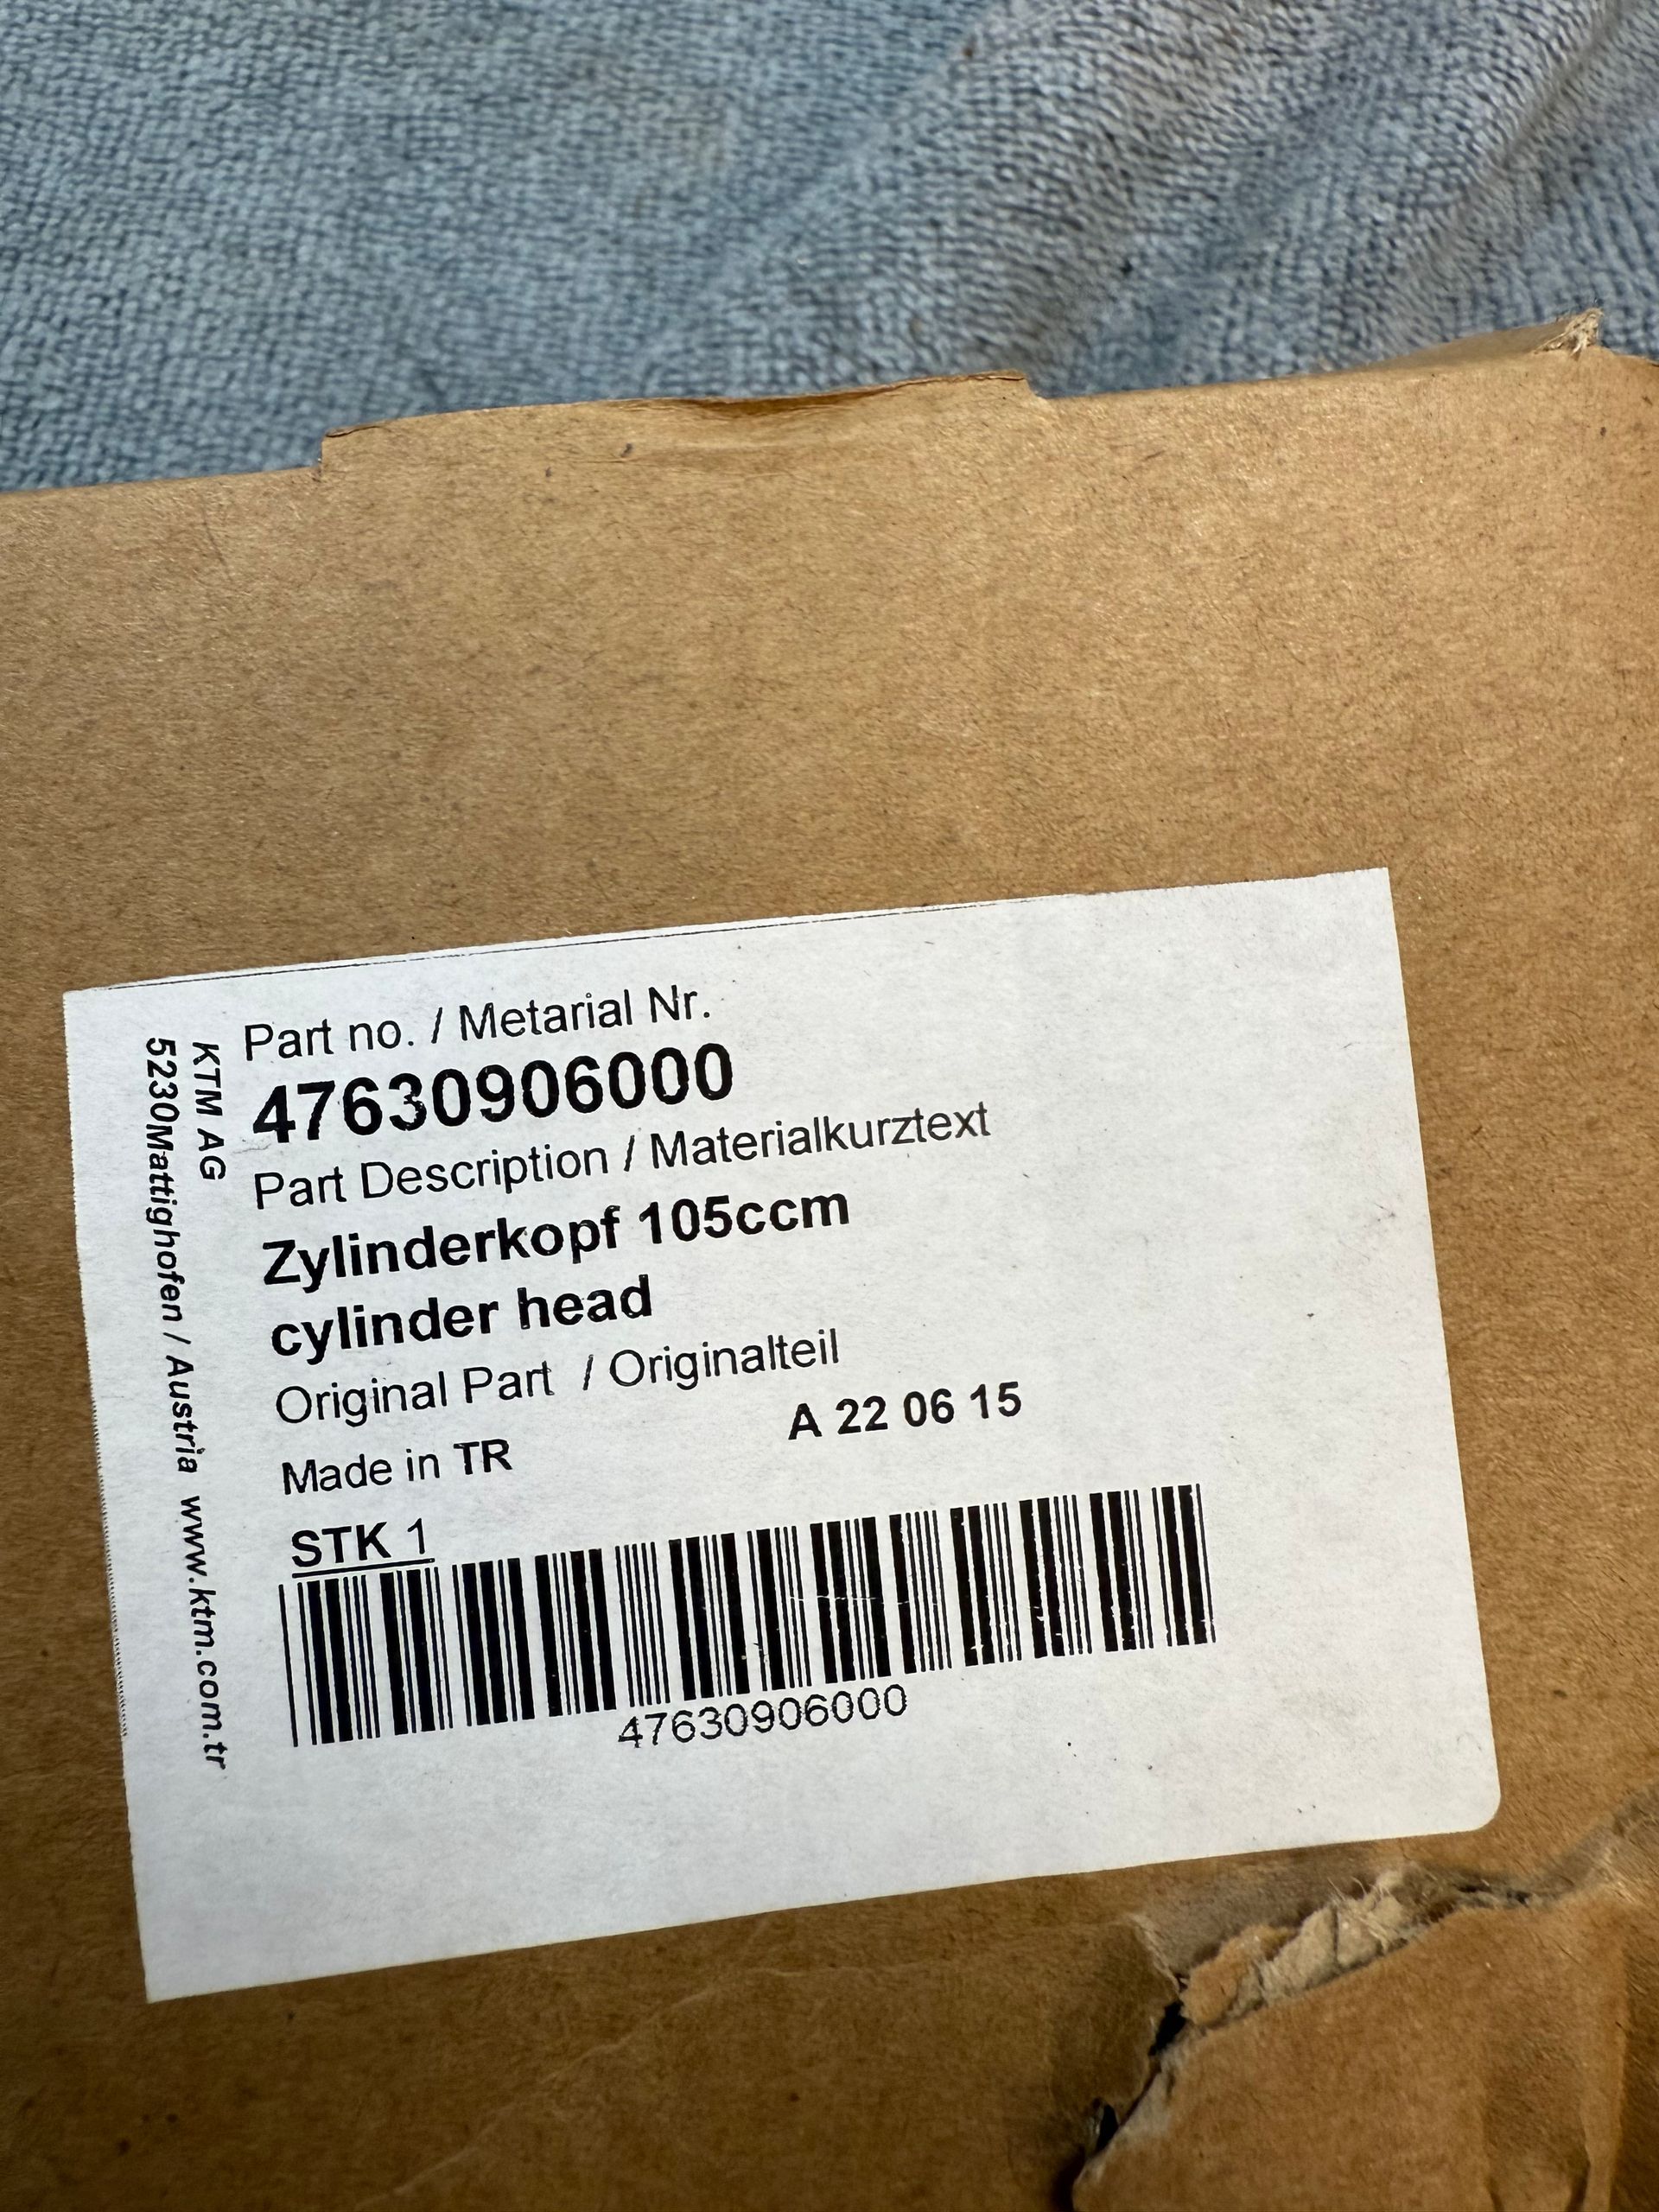 Part no. / Metarial Nr.
47630906000
Part Description / Materialkurztext
Zylinderkopf 105ccm
cylinder head
Original Part / Originalteil
A 22 06 15
Made in TR
STK 1
47630906000
KTM AG
5230Mattighofen / Austria www.ktm.com.tr